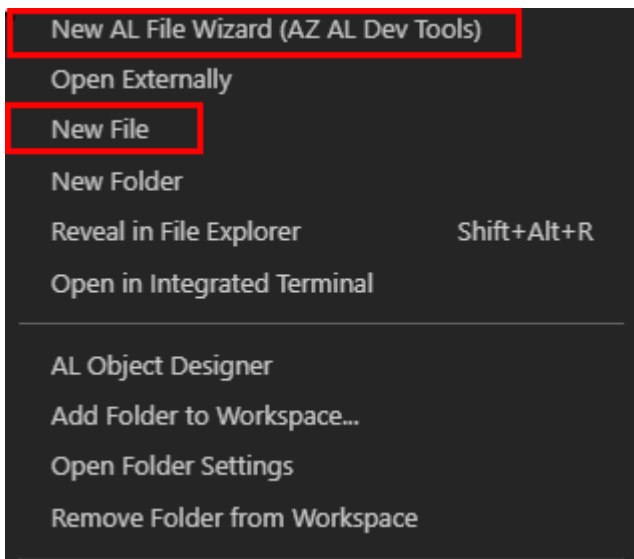 New AL File Wizard (AZ AL Dev Tools)
Open Externally
New File
New Folder
Reveal in File Explorer Shift+Alt+R
Open in Integrated Terminal
AL Object Designer
Add Folder to Workspace...
Open Folder Settings
Remove Folder from Workspace